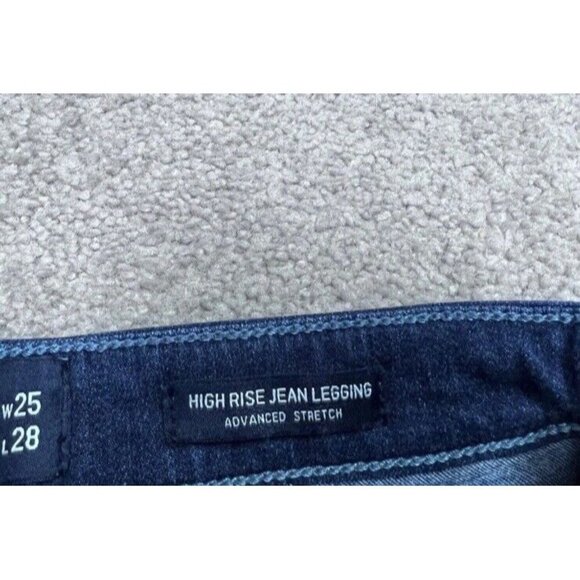 W25
L28
HIGH RISE JEAN LEGGING
ADVANCED STRETCH